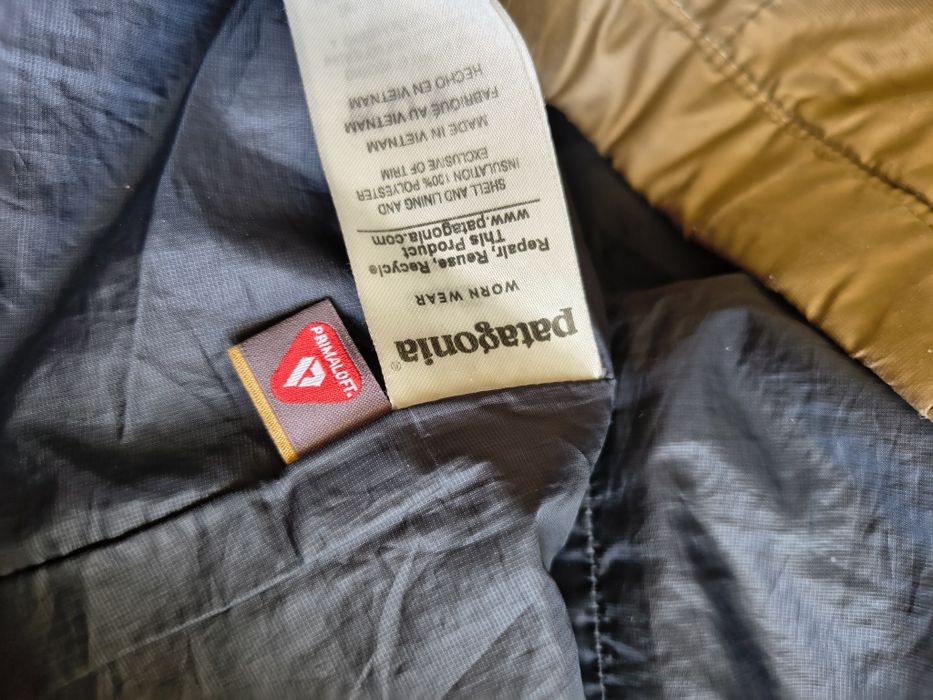 patagonia®
WORN WEAR
Repair, Reuse, Recycle
This Product
www.patagonia.com
SHELL AND LINING AND
INSULATION 100% POLYESTER
EXCLUSIVE OF TRIM
MADE IN VIETNAM
FABRIQUÉ AU VIETNAM
HECHO EN VIETNAM
PRIMALOFT®